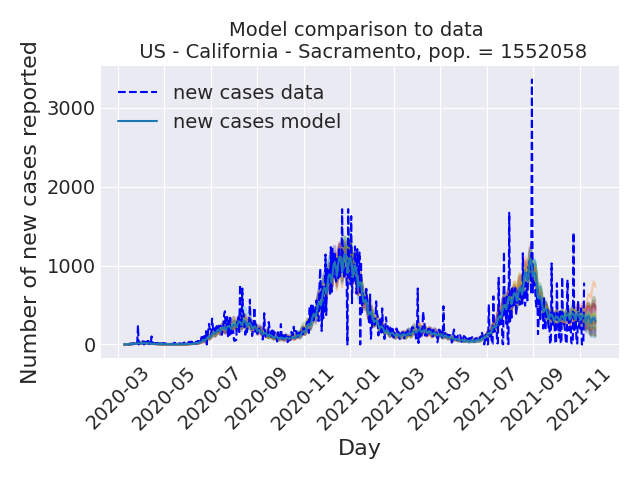 Model comparison to data
US - California - Sacramento, pop. = 1552058
Number of new cases reported
3000
2000
1000
0
new cases data
new cases model
2020-03
2020-05
2020-07
2020-09
2020-11
2021-01
2021-03
2021-05
2021-07
2021-09
2021-11
Day